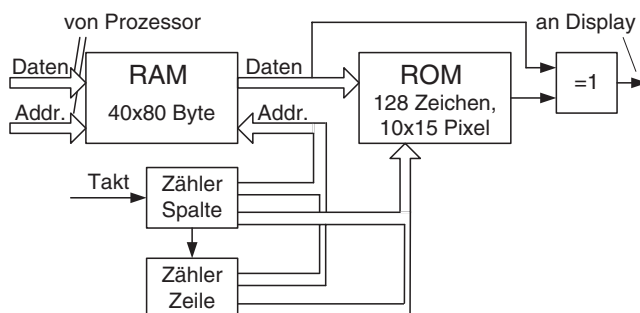 von Prozessor
an Display
Daten
RAM
Daten
ROM
=1
Addr.
40x80 Byte
Addr.
128 Zeichen,
10x15 Pixel
Takt
Zähler
Spalte
Zähler
Zeile